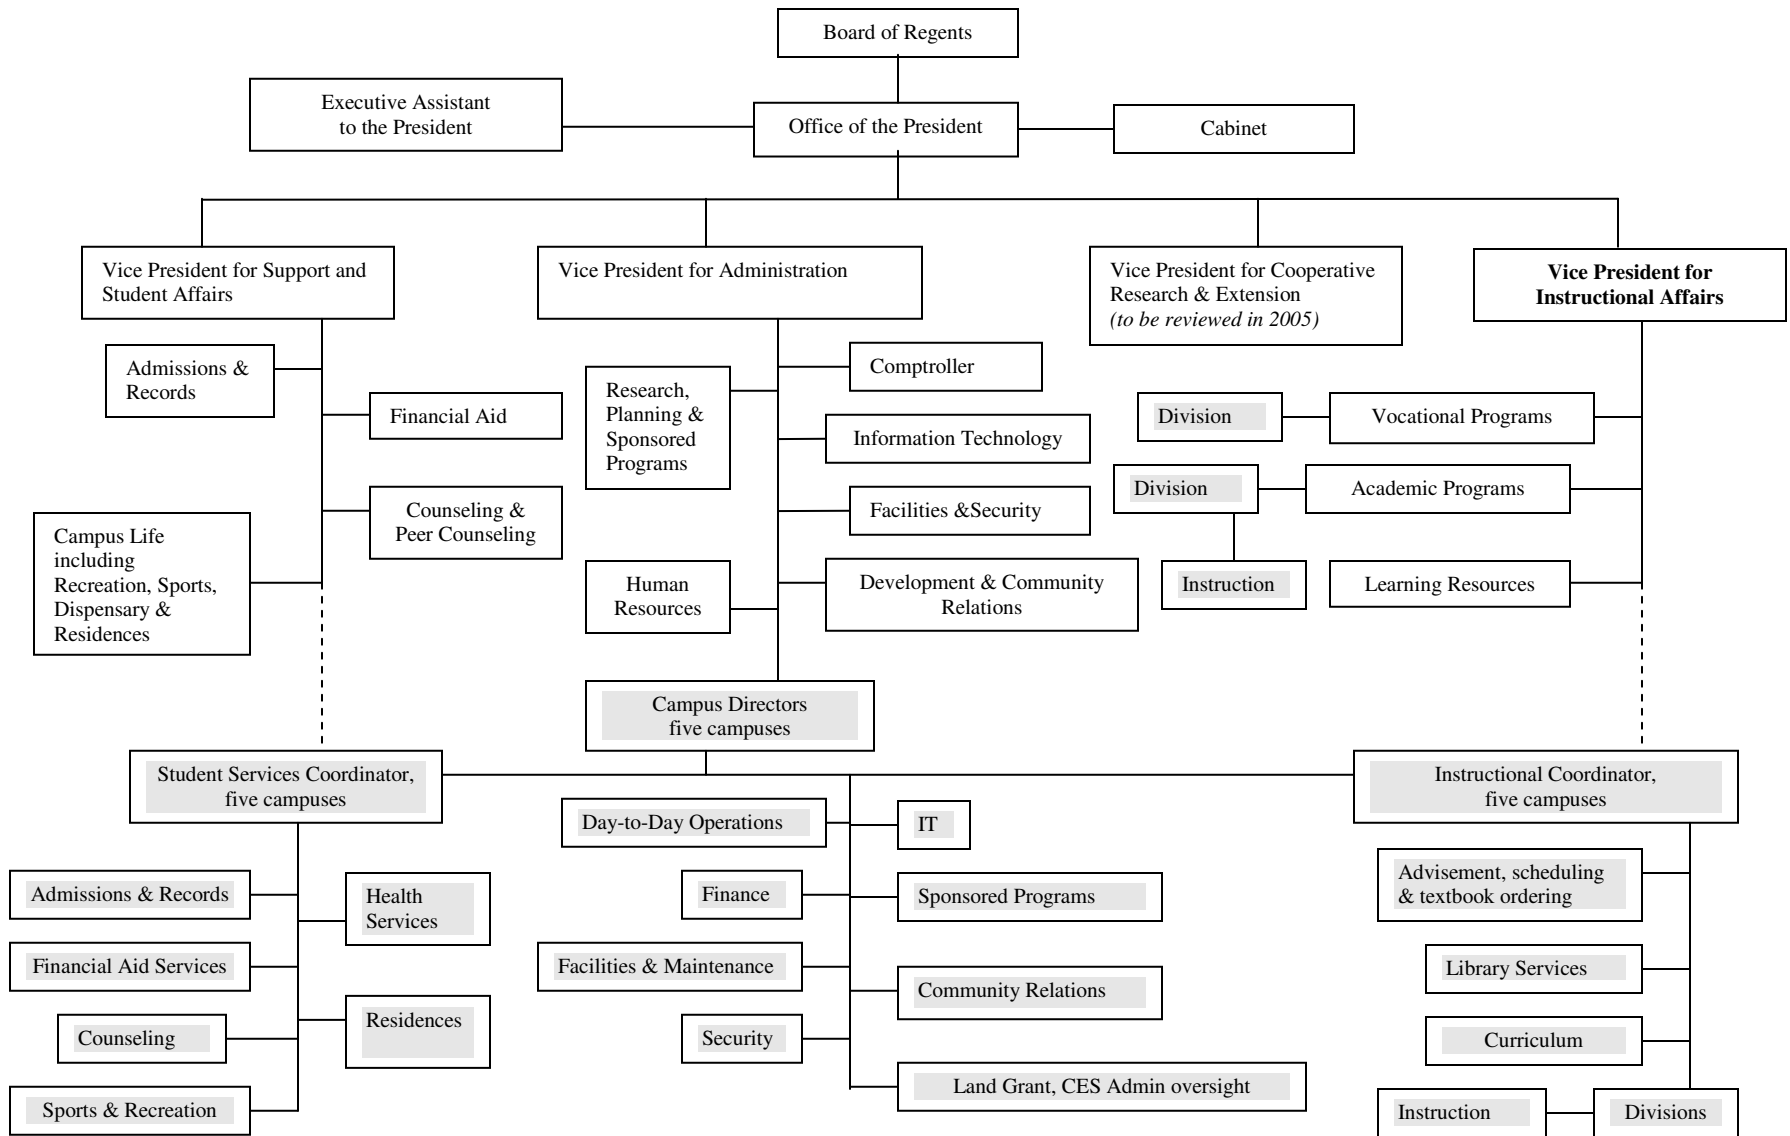 Board of Regents
Executive Assistant
to the President
Office of the President
Cabinet
Vice President for Support and
Student Affairs
Vice President for Administration
Vice President for Cooperative
Research & Extension
(to be reviewed in 2005)
Vice President for
Instructional Affairs
Admissions &
Records
Financial Aid
Counseling &
Peer Counseling
Campus Life
including
Recreation, Sports,
Dispensary &
Residences
Research,
Planning &
Sponsored
Programs
Comptroller
Information Technology
Facilities &Security
Human
Resources
Development & Community
Relations
Division
Vocational Programs
Division
Academic Programs
Instruction
Learning Resources
Campus Directors
five campuses
Student Services Coordinator,
five campuses
Instructional Coordinator,
five campuses
Admissions & Records
Health
Services
Financial Aid Services
Residences
Counseling
Sports & Recreation
Day-to-Day Operations
IT
Finance
Sponsored Programs
Facilities & Maintenance
Community Relations
Security
Land Grant, CES Admin oversight
Advisement, scheduling
& textbook ordering
Library Services
Curriculum
Instruction
Divisions